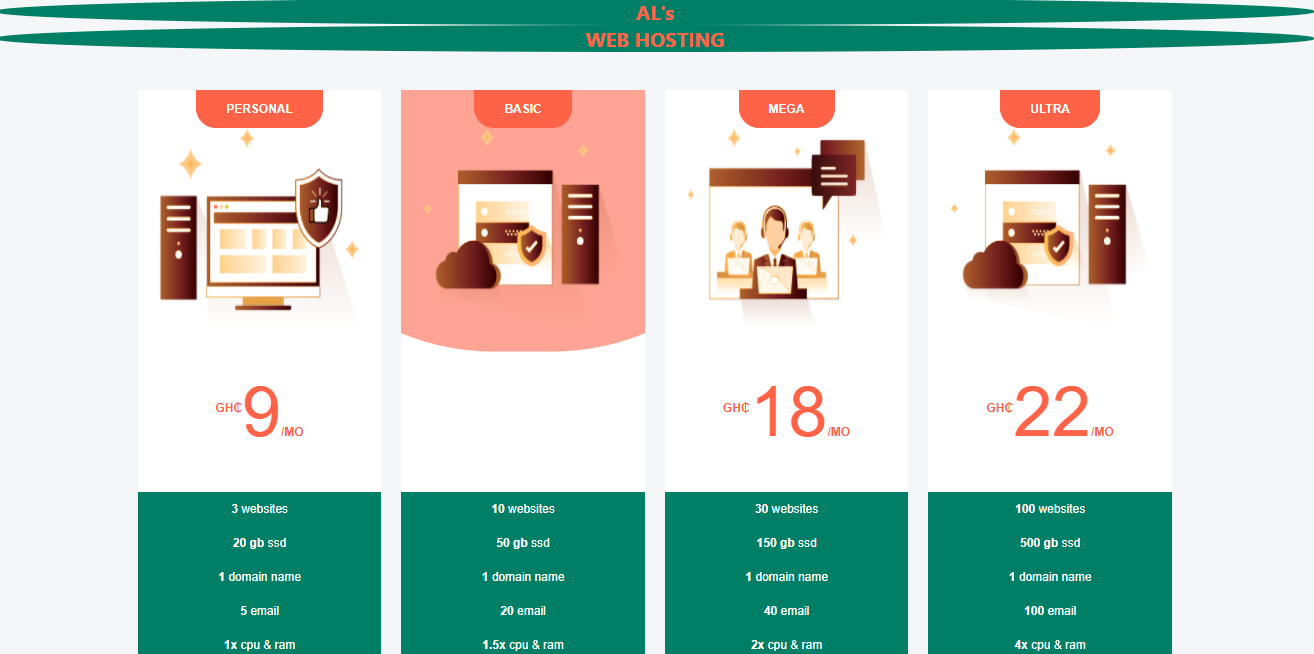 AL's
WEB HOSTING
PERSONAL
GH₵9/MO
3 websites
20 gb ssd
1 domain name
5 email
1x cpu & ram
BASIC
10 websites
50 gb ssd
1 domain name
20 email
1.5x cpu & ram
MEGA
GH₵18/MO
30 websites
150 gb ssd
1 domain name
40 email
2x cpu & ram
ULTRA
GH₵22/MO
100 websites
500 gb ssd
1 domain name
100 email
4x cpu & ram